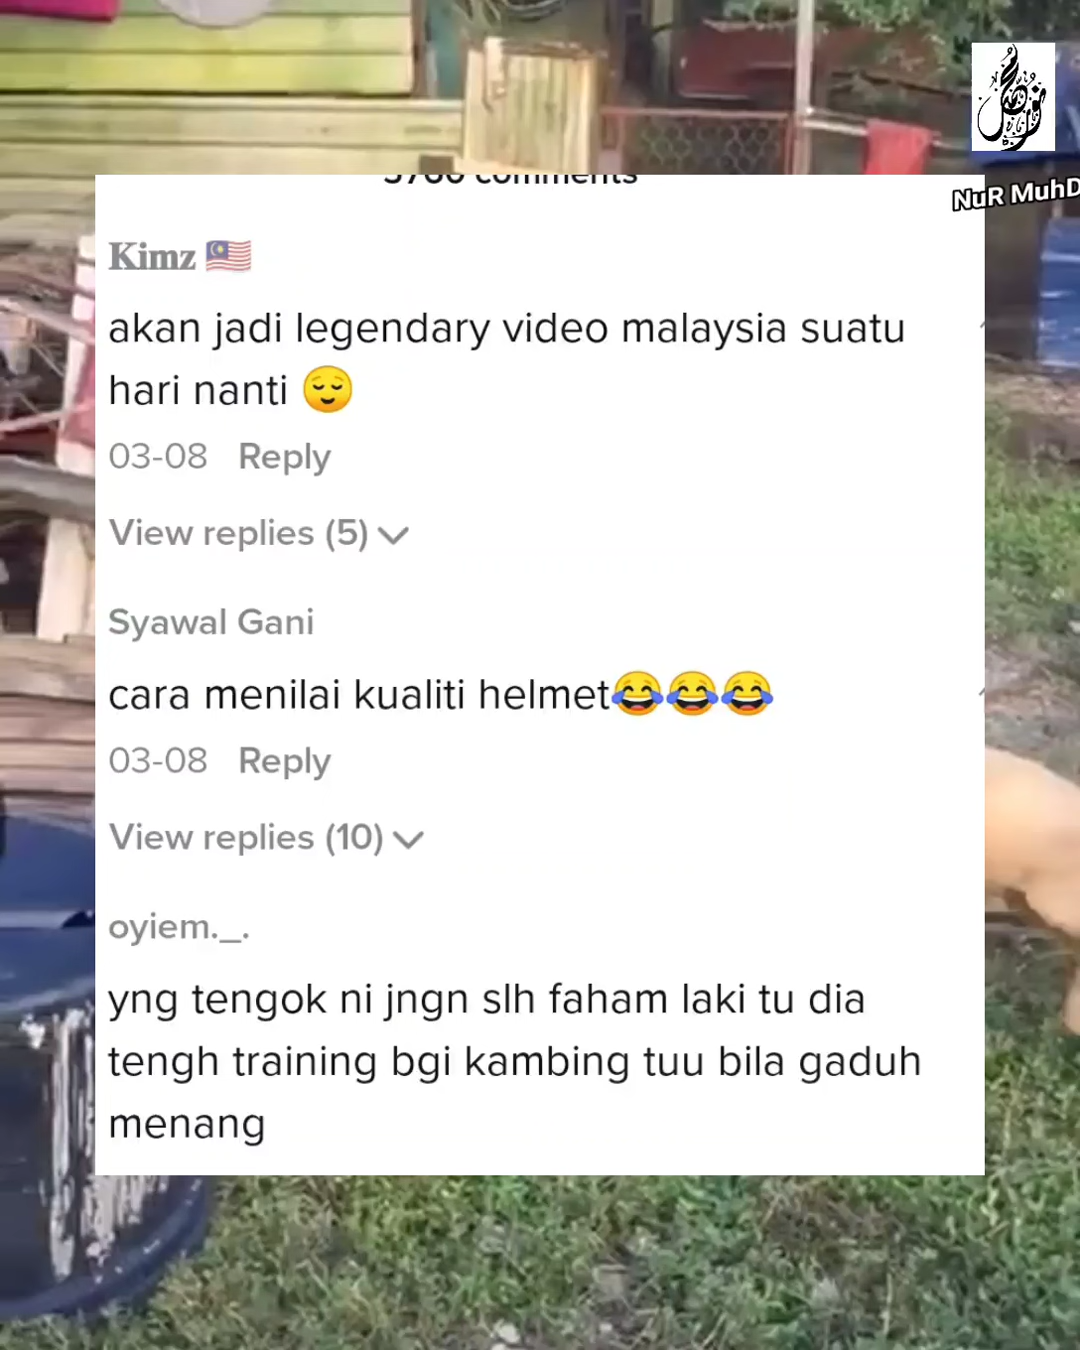 comments
NuR MuhD
Kimz 🇲🇾
akan jadi legendary video malaysia suatu
hari nanti 😌
03-08 Reply
View replies (5)
Syawal Gani
cara menilai kualiti helmet😂😂😂
03-08 Reply
View replies (10)
oyiem._.
yng tengok ni jngn slh faham laki tu dia
tengh training bgi kambing tuu bila gaduh
menang